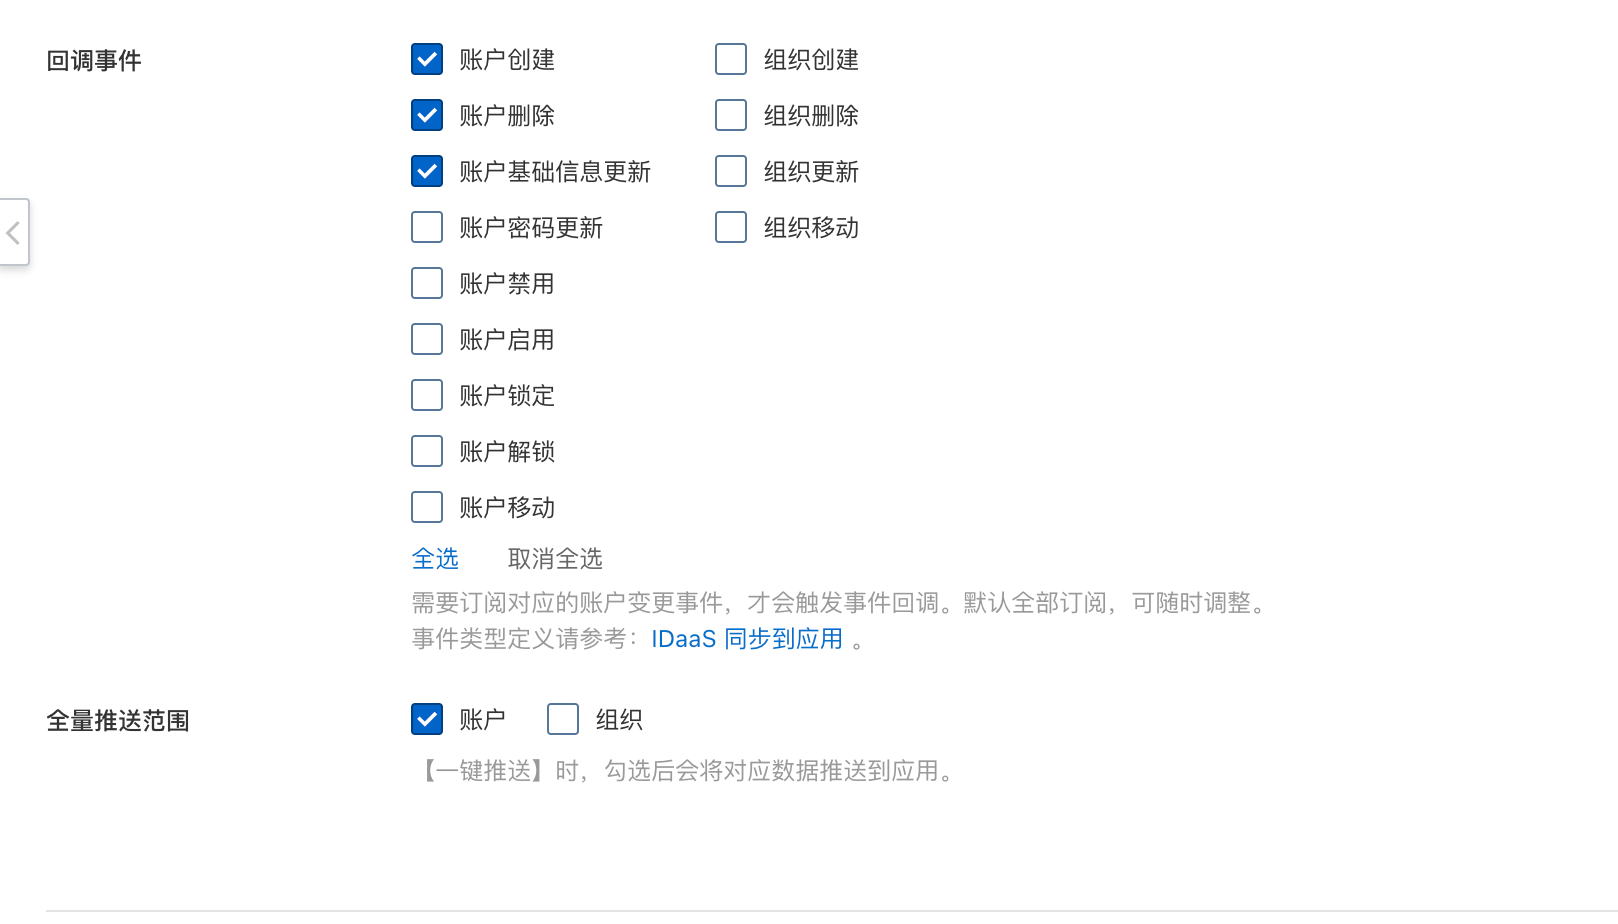 回调事件
账户创建 组织创建
账户删除 组织删除
账户基础信息更新 组织更新
账户密码更新 组织移动
账户禁用
账户启用
账户锁定
账户解锁
账户移动
全选 取消全选
需要订阅对应的账户变更事件，才会触发事件回调。默认全部订阅，可随时调整。
事件类型定义请参考：IDaaS 同步到应用 。
全量推送范围
账户 组织
【一键推送】时，勾选后会将对应数据推送到应用。